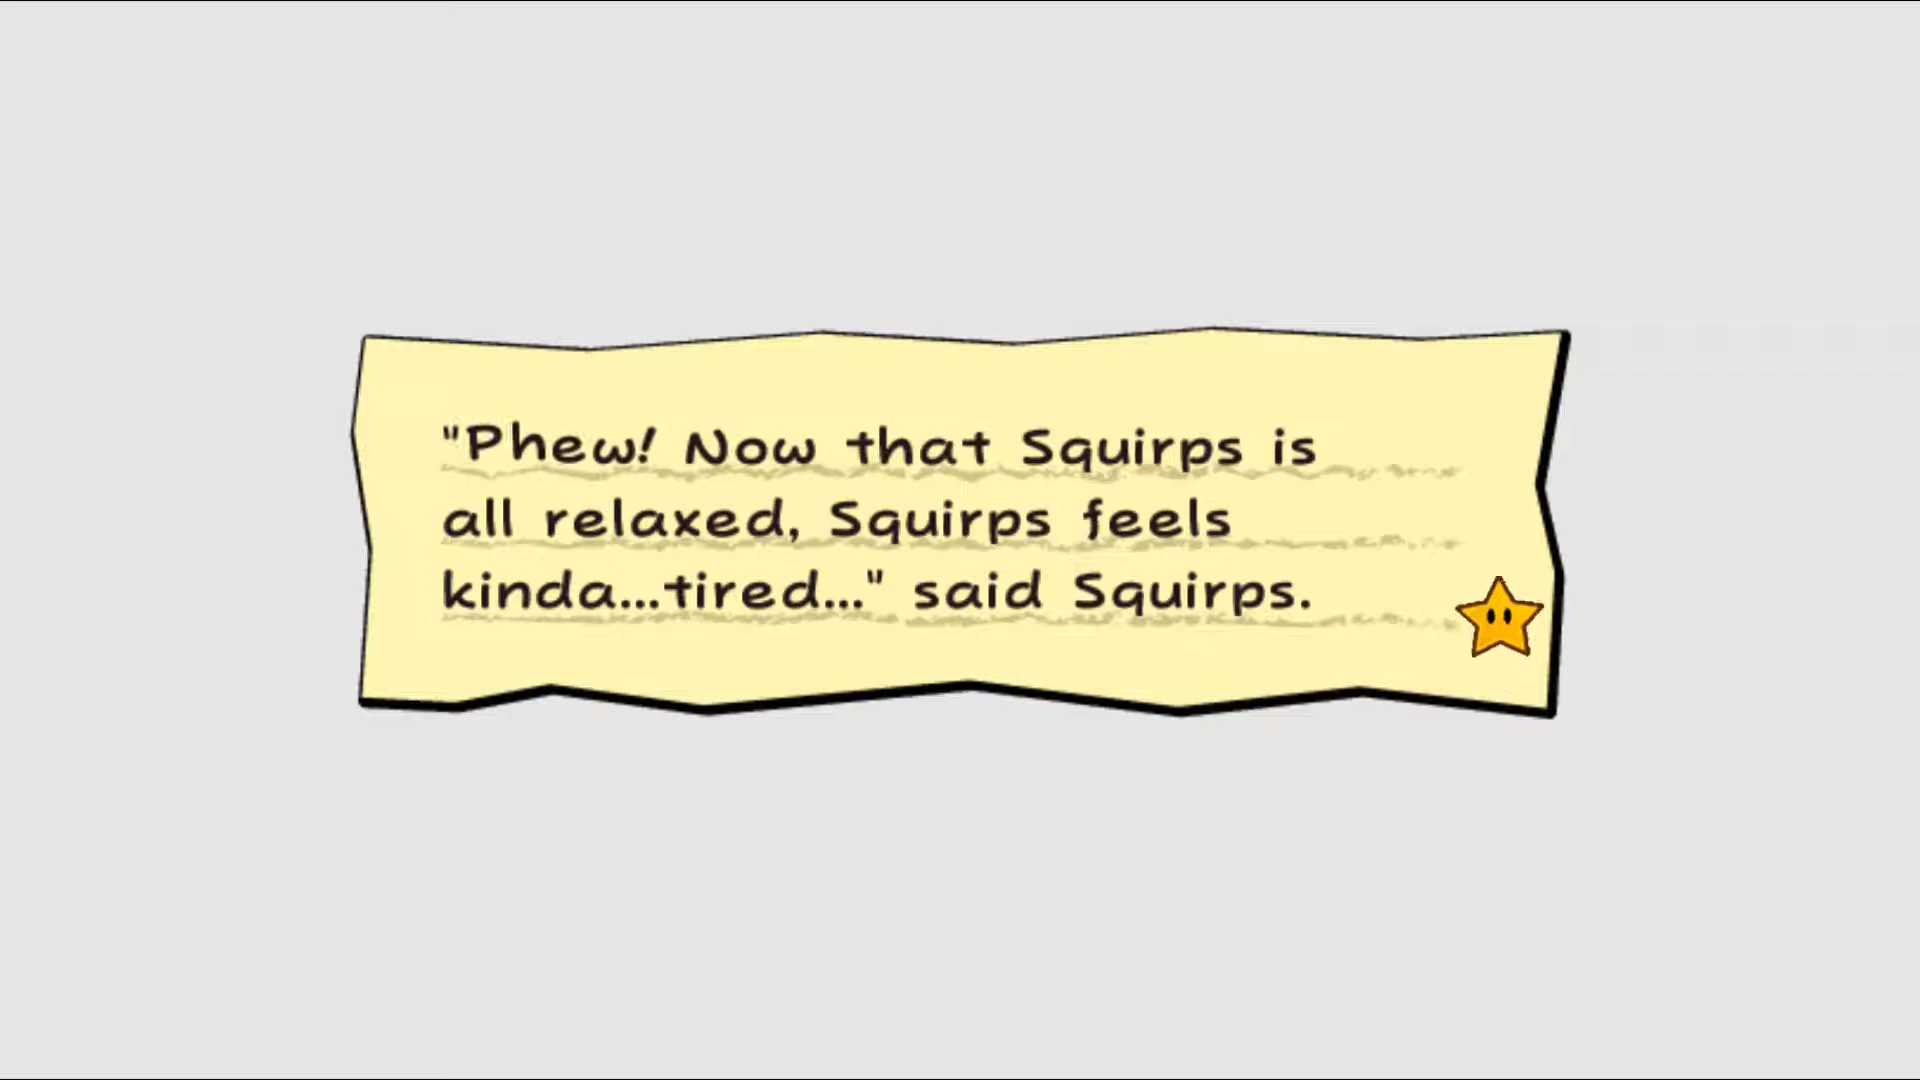 "Phew! Now that Squirps is
all relaxed, Squirps feels
kinda...tired..." said Squirps.